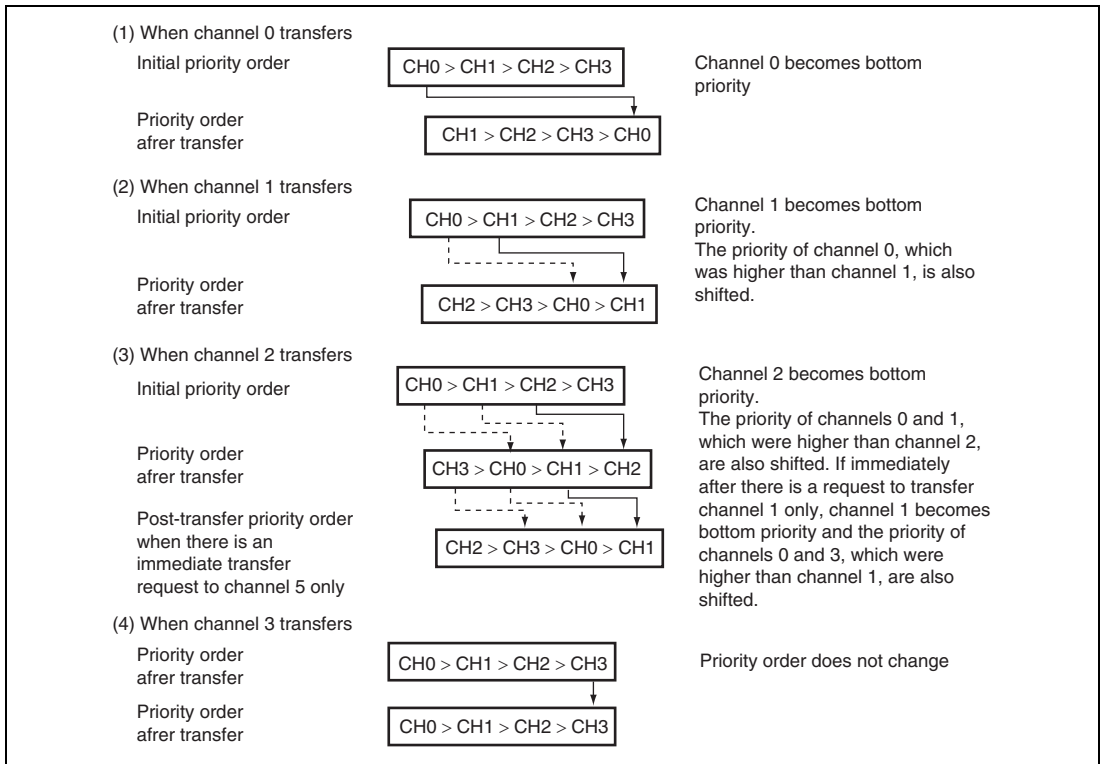 (1) When channel 0 transfers
Initial priority order
CH0 > CH1 > CH2 > CH3
Channel 0 becomes bottom
priority
Priority order
afrer transfer
CH1 > CH2 > CH3 > CH0
(2) When channel 1 transfers
Initial priority order
CH0 > CH1 > CH2 > CH3
Channel 1 becomes bottom
priority.
The priority of channel 0, which
was higher than channel 1, is also
shifted.
Priority order
afrer transfer
CH2 > CH3 > CH0 > CH1
(3) When channel 2 transfers
Initial priority order
CH0 > CH1 > CH2 > CH3
Channel 2 becomes bottom
priority.
The priority of channels 0 and 1,
which were higher than channel 2,
are also shifted. If immediately
after there is a request to transfer
channel 1 only, channel 1 becomes
bottom priority and the priority of
channels 0 and 3, which were
higher than channel 1, are also
shifted.
Priority order
afrer transfer
CH3 > CH0 > CH1 > CH2
Post-transfer priority order
when there is an
immediate transfer
request to channel 5 only
CH2 > CH3 > CH0 > CH1
(4) When channel 3 transfers
Priority order
afrer transfer
CH0 > CH1 > CH2 > CH3
Priority order does not change
Priority order
afrer transfer
CH0 > CH1 > CH2 > CH3